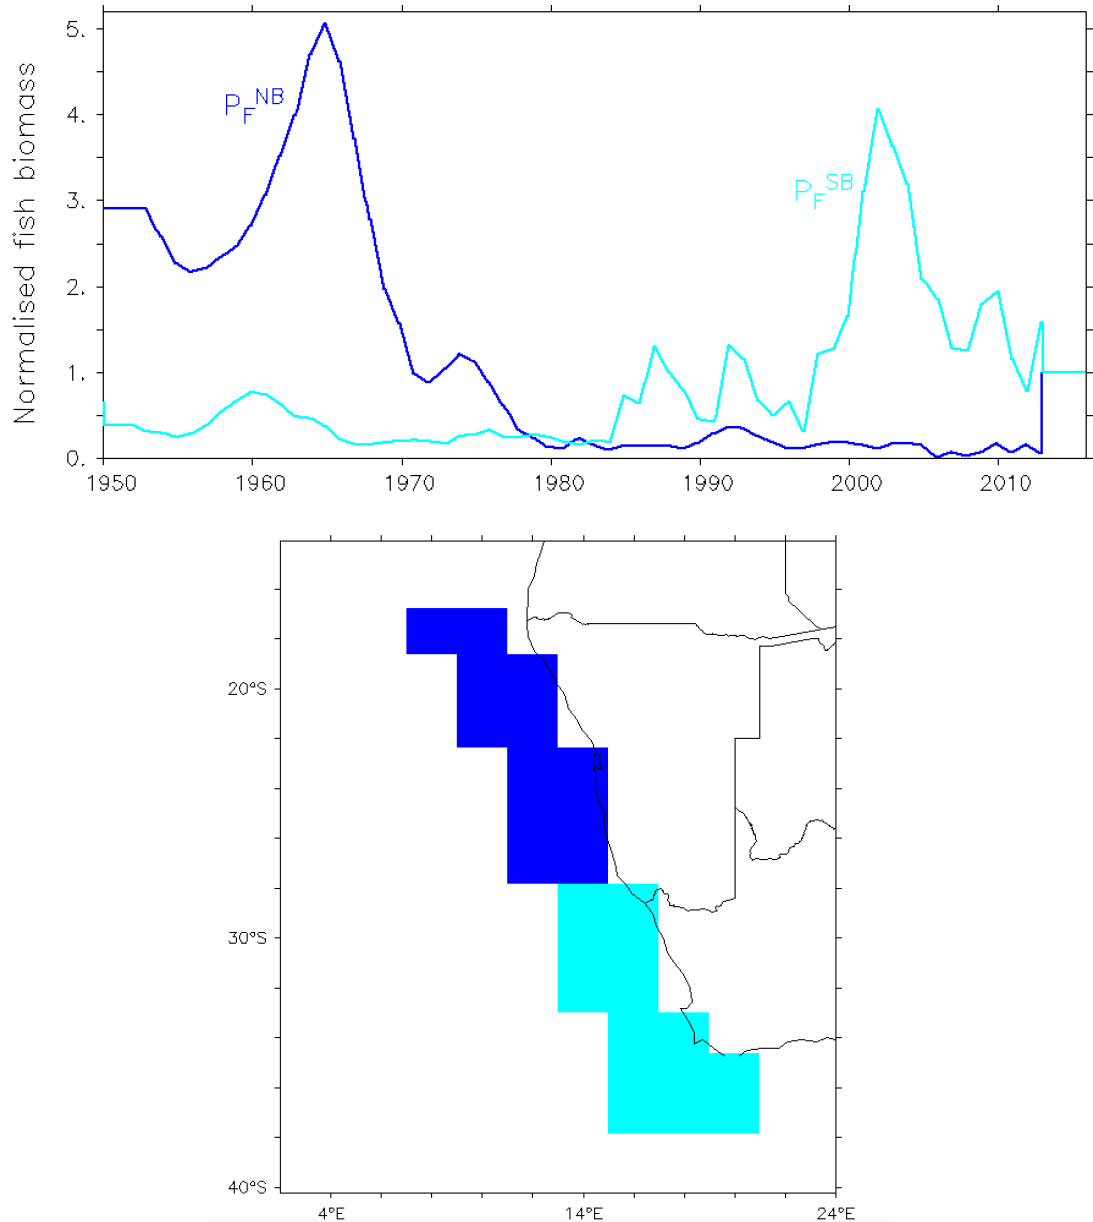 Normalised fish biomass
5.
4.
3.
2.
1.
0.
P_F^NB
P_F^SB
1950 1960 1970 1980 1990 2000 2010
20°S
30°S
40°S
4°E 14°E 24°E